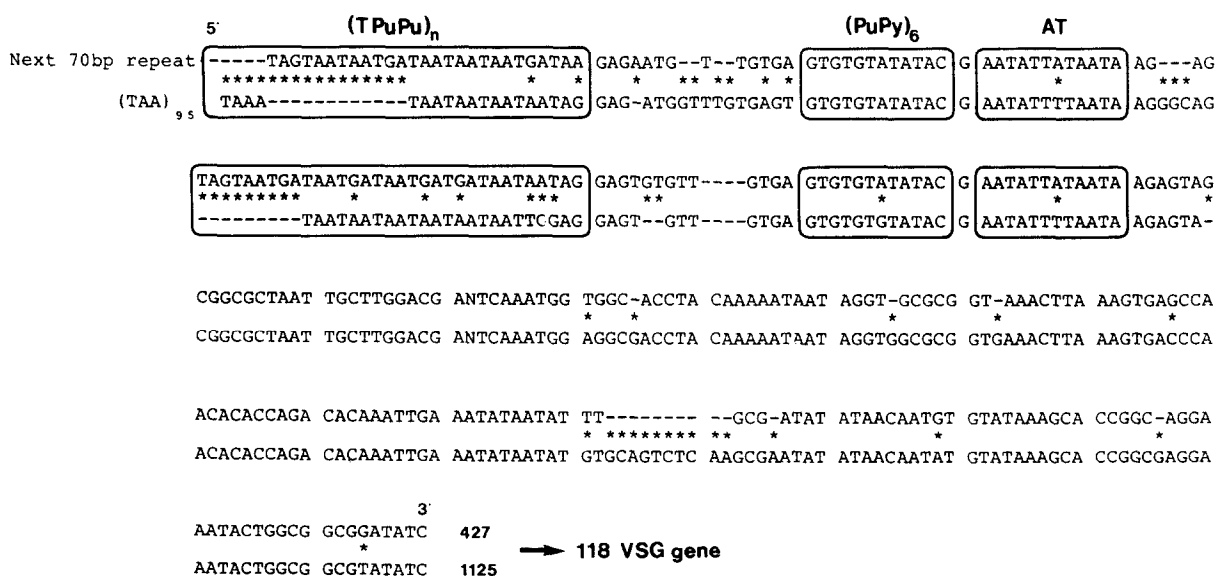 5' (TPuPu)n (PuPy)6 AT
Next 70bp repeat -----TAGTAATAATGATAATAATAATGATAA GAGAATG--T--TGTGA GTGTGTATATAC G AATATTATAATA AG---AG
**************** * * * ** * * * * ***
(TAA)95 TAAA------------TAATAATAATAATAG GAG-ATGGTTTGTGAGT GTGTGTATATAC G AATATTTTAATA AGGGCAG
TAGTAATGATAATGATAATGATGATAATAATAG GAGTGTGTT----GTGA GTGTGTATATAC G AATATTATAATA AGAGTAG
********* * * * *** ** * * *
---------TAATAATAATAATAATAATTCGAG GAGT--GTT----GTGA GTGTGTGTATAC G AATATTTTAATA AGAGTA-
CGGCGCTAAT TGCTTGGACG ANTCAAATGG TGGC-ACCTA CAAAAATAAT AGGT-GCGCG GT-AAACTTA AAGTGAGCCA
* * * * *
CGGCGCTAAT TGCTTGGACG ANTCAAATGG AGGCGACCTA CAAAAATAAT AGGTGGCGCG GTGAAACTTA AAGTGACCCA
ACACACCAGA CACAAATTGA AATATAATAT TT-------- --GCG-ATAT ATAACAATGT GTATAAAGCA CCGGC-AGGA
* ******** ** * * *
ACACACCAGA CACAAATTGA AATATAATAT GTGCAGTCTC AAGCGAATAT ATAACAATAT GTATAAAGCA CCGGCGAGGA
3'
AATACTGGCG GCGGATATC 427
* → 118 VSG gene
AATACTGGCG GCGTATATC 1125